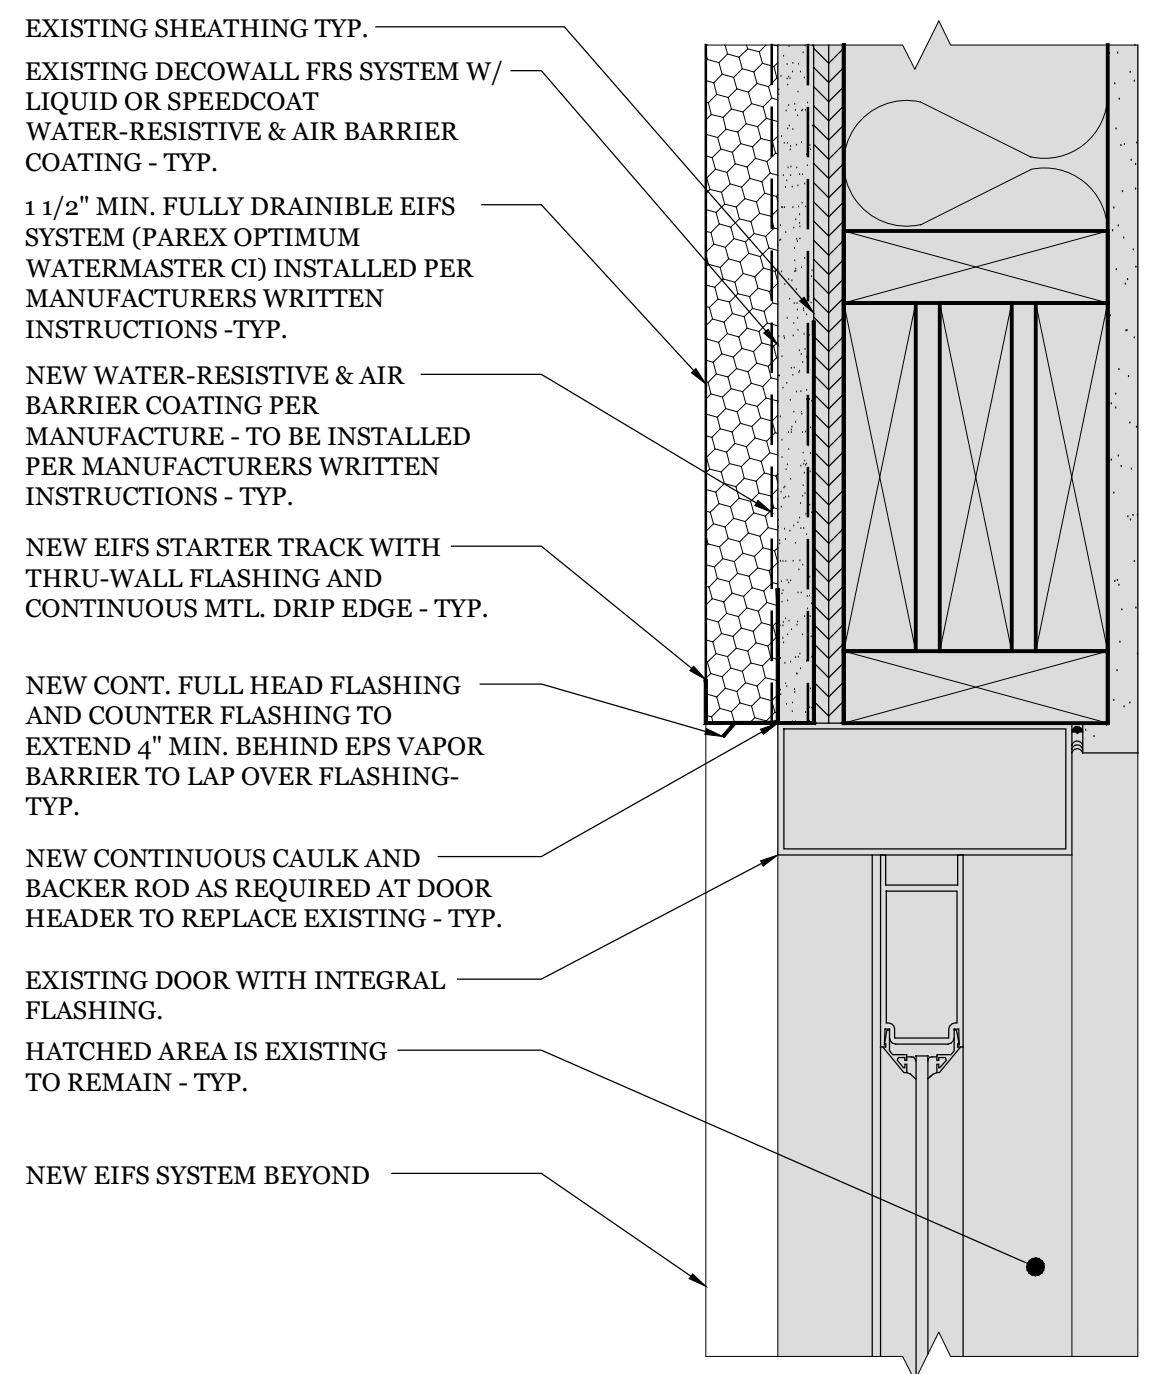 EXISTING SHEATHING TYP.
EXISTING DECOWALL FRS SYSTEM W/
LIQUID OR SPEEDCOAT
WATER-RESISTIVE & AIR BARRIER
COATING - TYP.
1 1/2" MIN. FULLY DRAINIBLE EIFS
SYSTEM (PAREX OPTIMUM
WATERMASTER CI) INSTALLED PER
MANUFACTURERS WRITTEN
INSTRUCTIONS -TYP.
NEW WATER-RESISTIVE & AIR
BARRIER COATING PER
MANUFACTURE - TO BE INSTALLED
PER MANUFACTURERS WRITTEN
INSTRUCTIONS - TYP.
NEW EIFS STARTER TRACK WITH
THRU-WALL FLASHING AND
CONTINUOUS MTL. DRIP EDGE - TYP.
NEW CONT. FULL HEAD FLASHING
AND COUNTER FLASHING TO
EXTEND 4" MIN. BEHIND EPS VAPOR
BARRIER TO LAP OVER FLASHING-
TYP.
NEW CONTINUOUS CAULK AND
BACKER ROD AS REQUIRED AT DOOR
HEADER TO REPLACE EXISTING - TYP.
EXISTING DOOR WITH INTEGRAL
FLASHING.
HATCHED AREA IS EXISTING
TO REMAIN - TYP.
NEW EIFS SYSTEM BEYOND